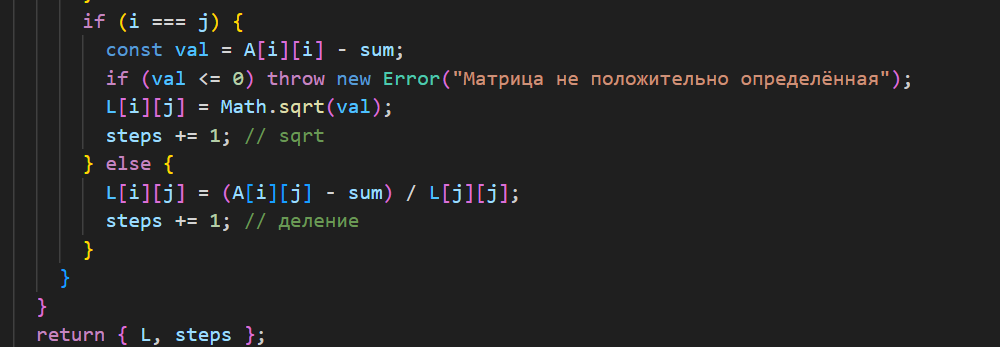 if (i === j) {
const val = A[i][i] - sum;
if (val <= 0) throw new Error("Матрица не положительно определённая");
L[i][j] = Math.sqrt(val);
steps += 1; // sqrt
} else {
L[i][j] = (A[i][j] - sum) / L[j][j];
steps += 1; // деление
}
}
}
return { L, steps };